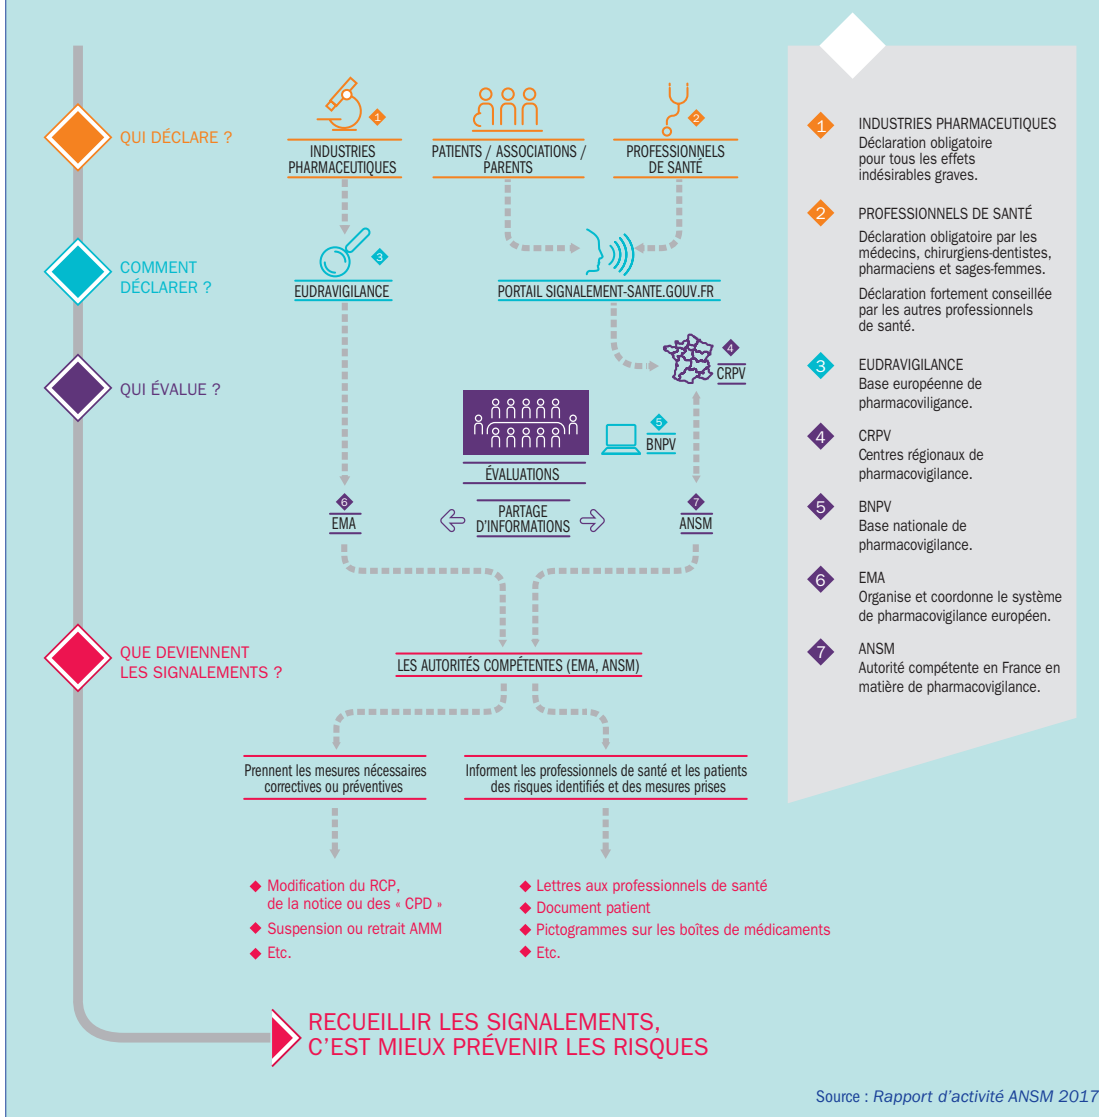 QUI DÉCLARE ?
1
INDUSTRIES
PHARMACEUTIQUES
PATIENTS / ASSOCIATIONS /
PARENTS
2
PROFESSIONNELS
DE SANTÉ
COMMENT
DÉCLARER ?
3
EUDRAVIGILANCE
PORTAIL SIGNALEMENT-SANTE.GOUV.FR
QUI ÉVALUE ?
4
CRPV
5
BNPV
ÉVALUATIONS
6
EMA
PARTAGE
D'INFORMATIONS
7
ANSM
QUE DEVIENNENT
LES SIGNALEMENTS ?
LES AUTORITÉS COMPÉTENTES (EMA, ANSM)
Prennent les mesures nécessaires
correctives ou préventives
Informent les professionnels de santé et les patients
des risques identifiés et des mesures prises
Modification du RCP,
de la notice ou des « CPD »
Suspension ou retrait AMM
Etc.
Lettres aux professionnels de santé
Document patient
Pictogrammes sur les boîtes de médicaments
Etc.
RECUEILLIR LES SIGNALEMENTS,
C'EST MIEUX PRÉVENIR LES RISQUES
1 INDUSTRIES PHARMACEUTIQUES
Déclaration obligatoire
pour tous les effets
indésirables graves.
2 PROFESSIONNELS DE SANTÉ
Déclaration obligatoire par les
médecins, chirurgiens-dentistes,
pharmaciens et sages-femmes.
Déclaration fortement conseillée
par les autres professionnels
de santé.
3 EUDRAVIGILANCE
Base européenne de
pharmacoviligance.
4 CRPV
Centres régionaux de
pharmacovigilance.
5 BNPV
Base nationale de
pharmacovigilance.
6 EMA
Organise et coordonne le système
de pharmacovigilance européen.
7 ANSM
Autorité compétente en France en
matière de pharmacovigilance.
Source : Rapport d'activité ANSM 2017